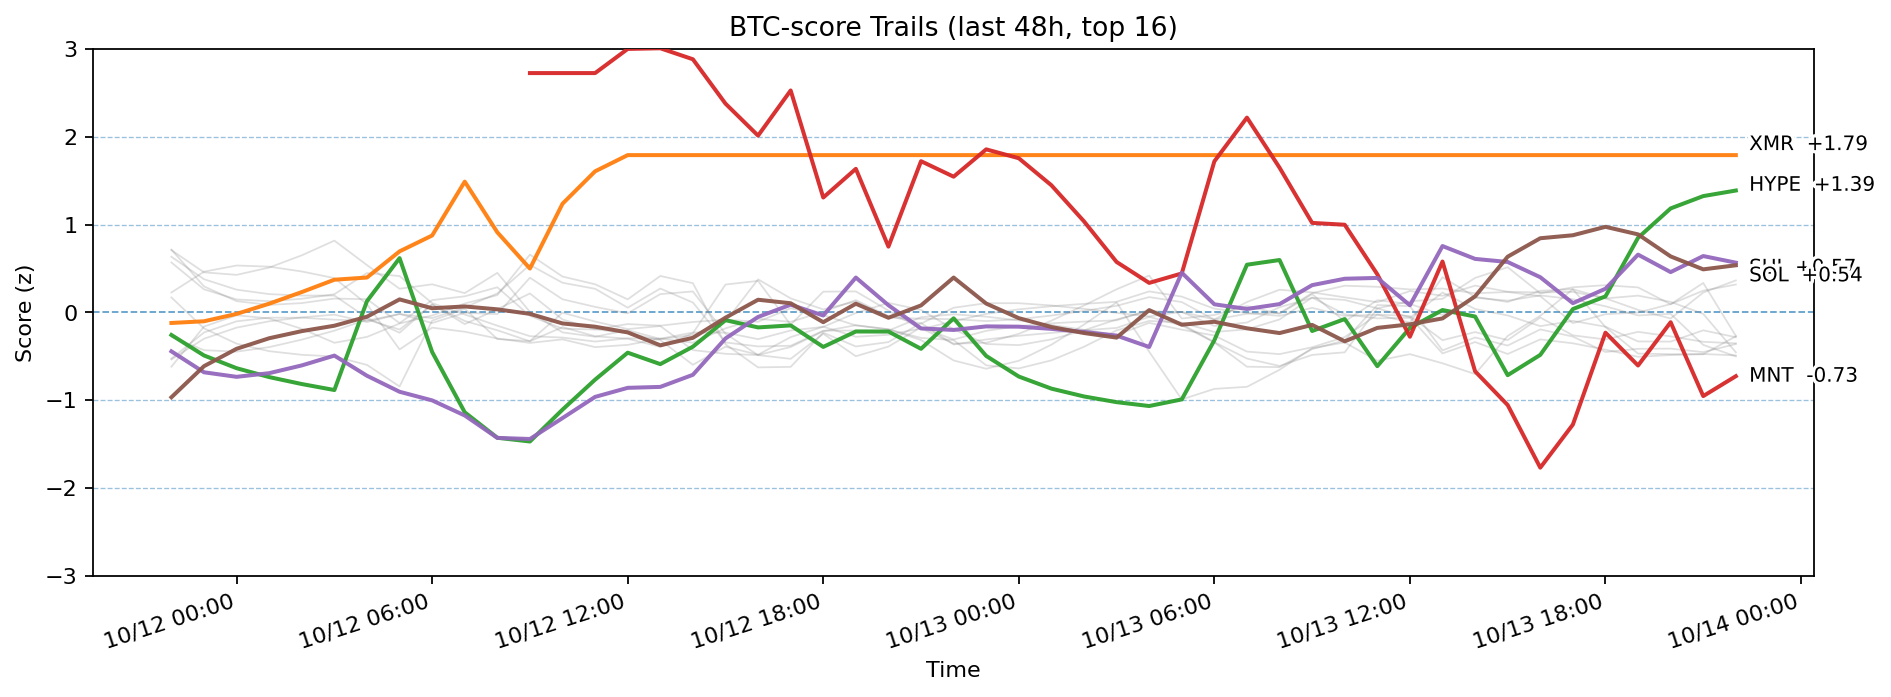 BTC-score Trails (last 48h, top 16)
Score (z)
3
2
1
0
−1
−2
−3
XMR +1.79
HYPE +1.39
SUI +0.57
SOL +0.54
MNT -0.73
10/12 00:00
10/12 06:00
10/12 12:00
10/12 18:00
10/13 00:00
10/13 06:00
10/13 12:00
10/13 18:00
10/14 00:00
Time